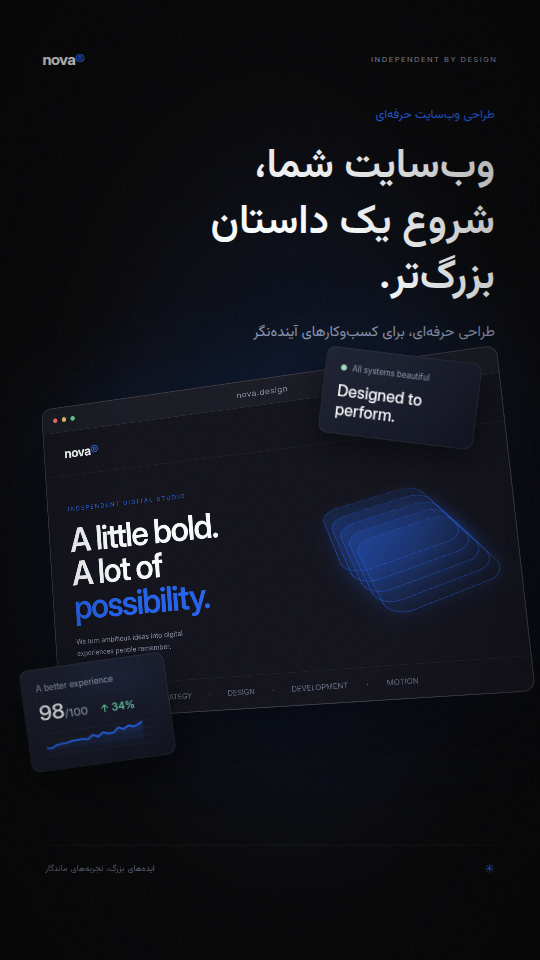 nova®
INDEPENDENT BY DESIGN
طراحی وب‌سایت حرفه‌ای
وب‌سایت شما،
شروع یک داستان
بزرگ‌تر.
طراحی حرفه‌ای، برای کسب‌وکارهای آینده‌نگر
nova.design
All systems beautiful
Designed to
perform.
nova®
INDEPENDENT DIGITAL STUDIO
A little bold.
A lot of
possibility.
We turn ambitious ideas into digital
experiences people remember.
ATEGY · DESIGN · DEVELOPMENT · MOTION
A better experience
98/100 ↑ 34%
ایده‌های بزرگ، تجربه‌های ماندگار